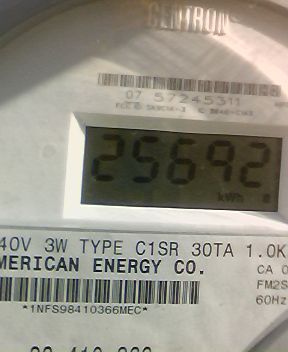 CENTRON
07 57245311
25692
kWh
40V 3W TYPE C1SR 30TA 1.0K
MERICAN ENERGY CO.
CA 0
FM2S
60Hz
*1NFS98410366MEC*